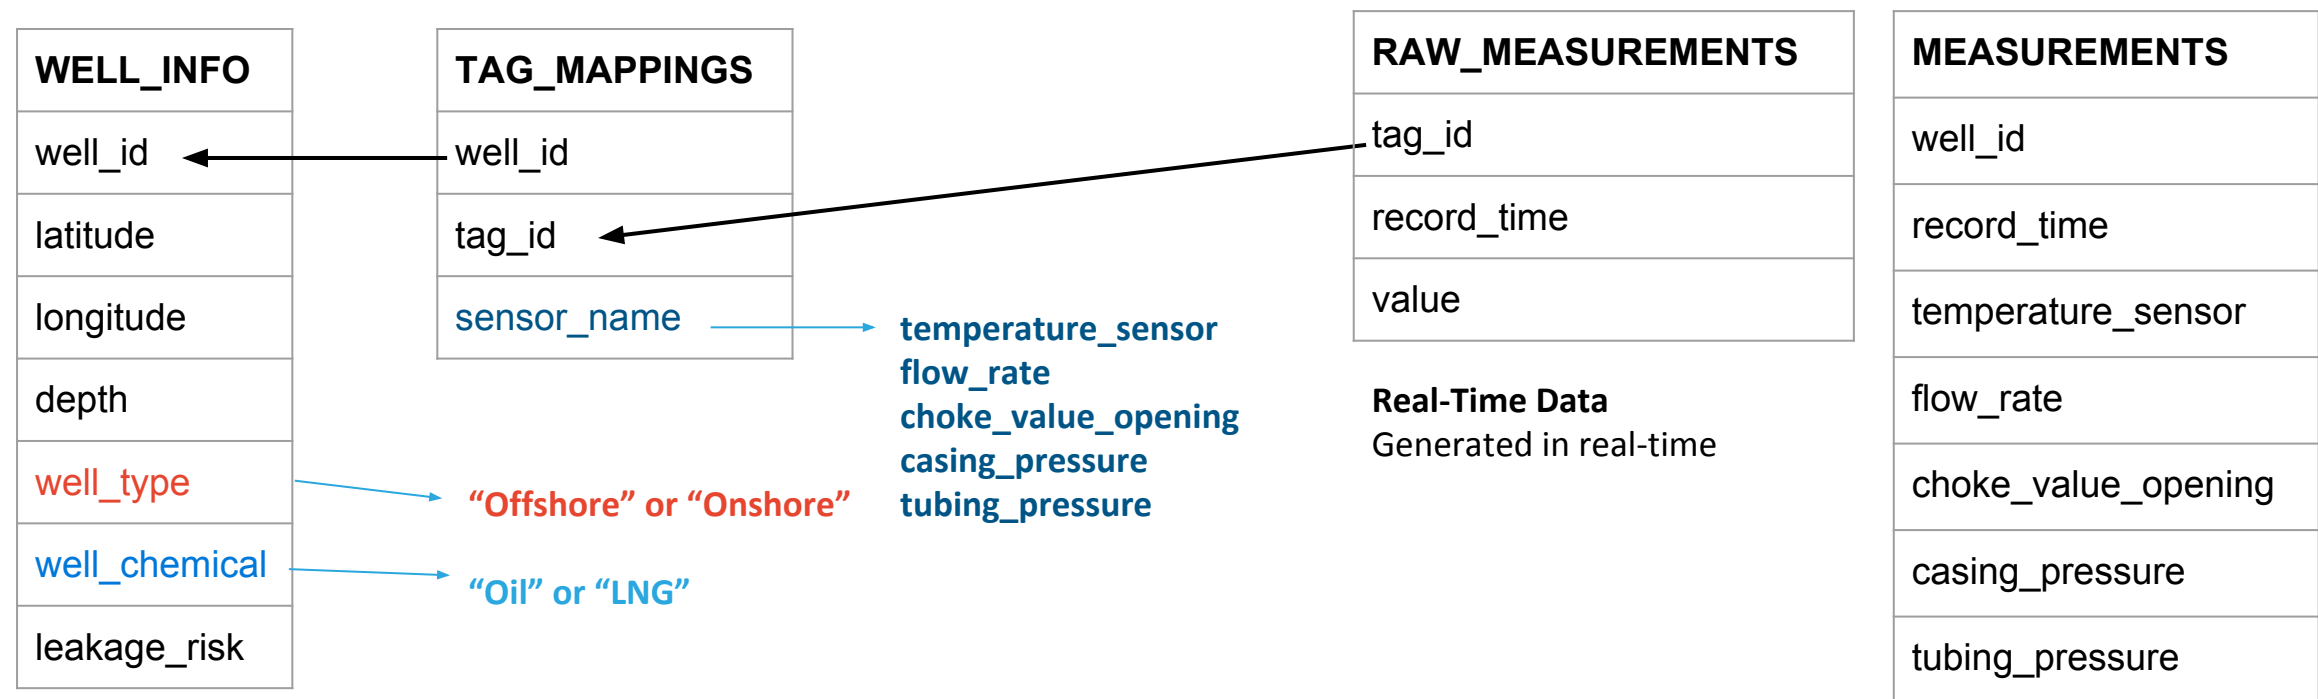 WELL_INFO
well_id
latitude
longitude
depth
well_type
well_chemical
leakage_risk
TAG_MAPPINGS
well_id
tag_id
sensor_name
“Offshore” or “Onshore”
“Oil” or “LNG”
temperature_sensor
flow_rate
choke_value_opening
casing_pressure
tubing_pressure
RAW_MEASUREMENTS
tag_id
record_time
value
Real-Time Data
Generated in real-time
MEASUREMENTS
well_id
record_time
temperature_sensor
flow_rate
choke_value_opening
casing_pressure
tubing_pressure